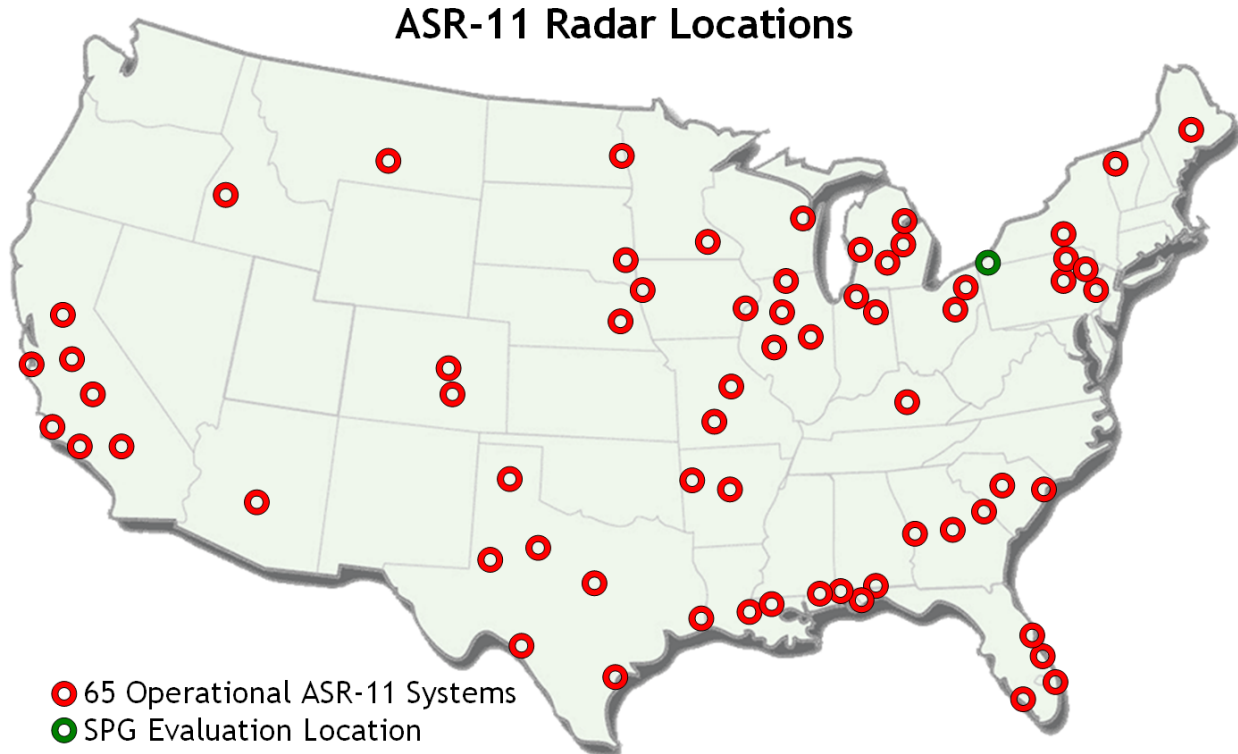 ASR-11 Radar Locations
65 Operational ASR-11 Systems
SPG Evaluation Location